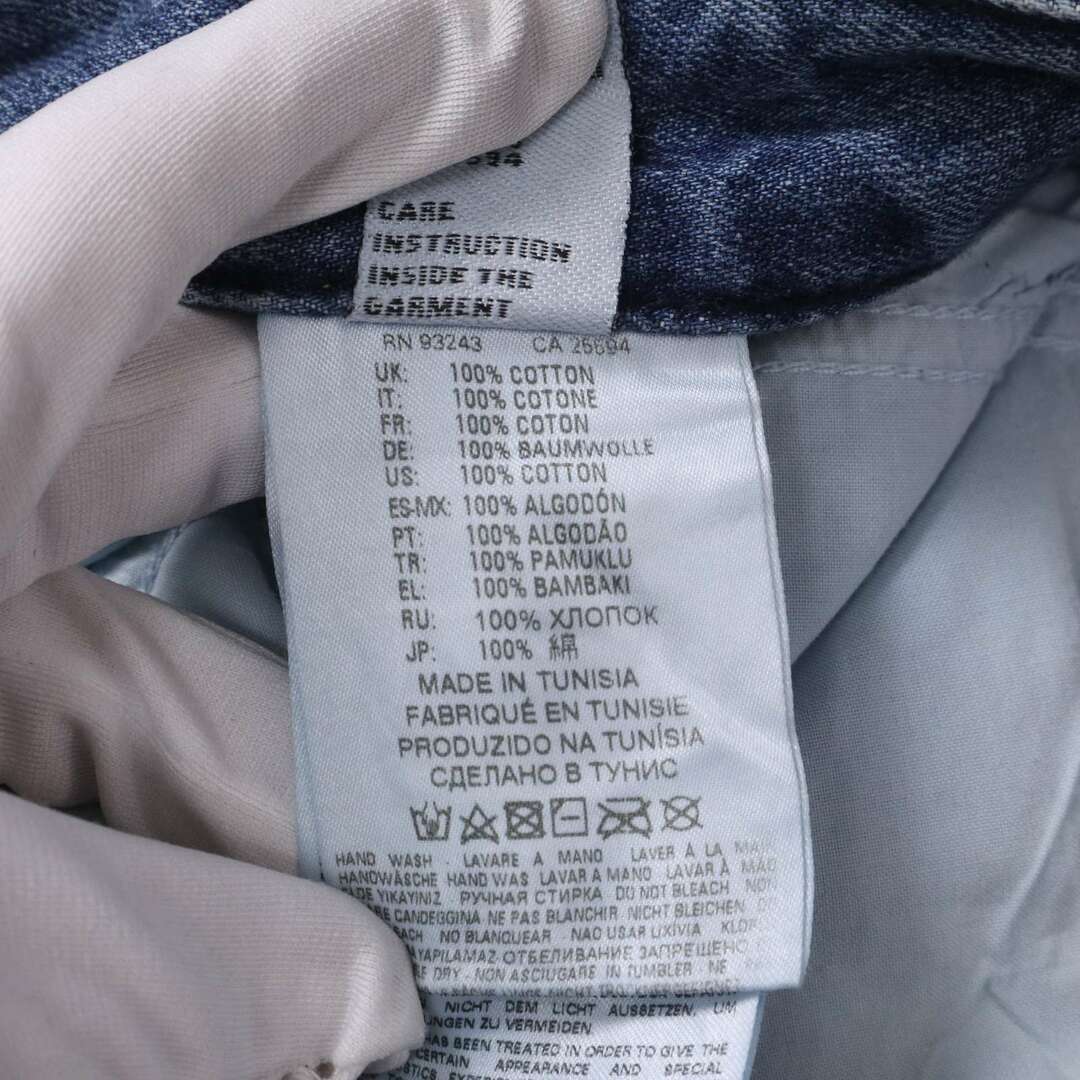 CARE
INSTRUCTION
INSIDE THE
GARMENT
RN 93243 CA 25694
UK: 100% COTTON
IT: 100% COTONE
FR: 100% COTON
DE: 100% BAUMWOLLE
US: 100% COTTON
ES-MX: 100% ALGODÓN
PT: 100% ALGODÃO
TR: 100% PAMUKLU
EL: 100% BAMBAKI
RU: 100% ХЛОПОК
JP: 100% 綿
MADE IN TUNISIA
FABRIQUÉ EN TUNISIE
PRODUZIDO NA TUNÍSIA
СДЕЛАНО В ТУНИС
HAND WASH - LAVARE A MANO LAVER A LA
HANDWÄSCHE HAND WAS LAVAR A MANO LAVAR À
YIKAYINIZ - РУЧНАЯ СТИРКА DO NOT BLEACH NON
CANDEGGINA NE PAS BLANCHIR NICHT BLEICHEN
NO BLANQUEAR - NAO USAR LIXÍVIA
YAPILAMAZ ОТБЕЛИВАНИЕ ЗАПРЕЩЕНО
DRY - NON ASCIUGARE IN TUMBLER - NE
NICHT DEM LICHT AUSSETZEN, UM
ZU VERMEIDEN
BEEN TREATED IN ORDER TO GIVE THE
CERTAIN APPEARANCE AND SPECIAL